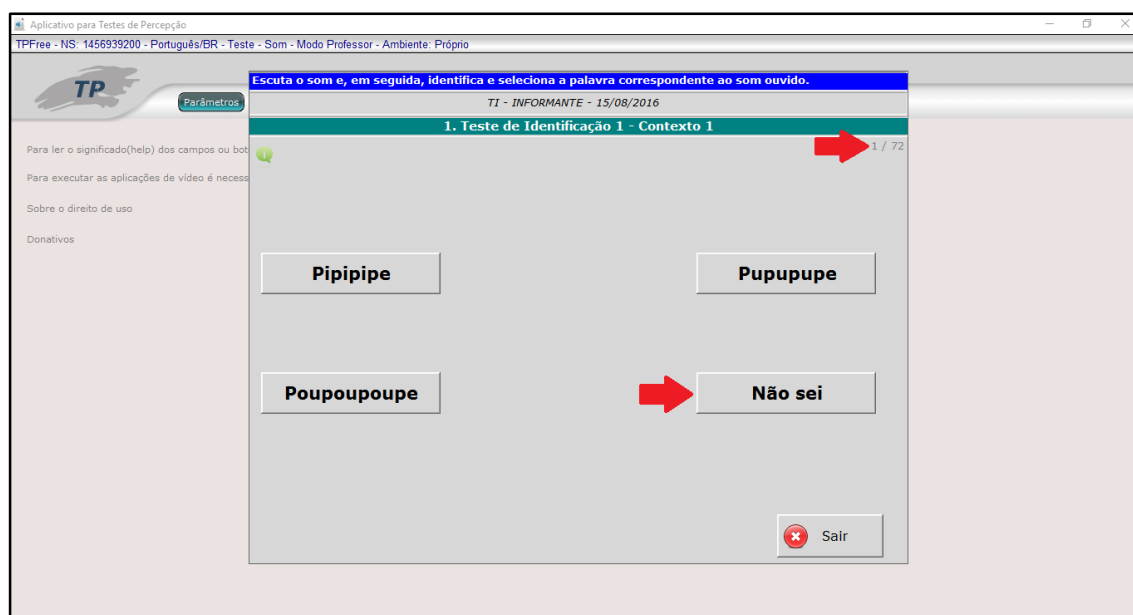 Aplicativo para Testes de Percepção
TPFree - NS: 1456939200 - Português/BR - Teste - Som - Modo Professor - Ambiente: Próprio
TP
Parâmetros
Escuta o som e, em seguida, identifica e seleciona a palavra correspondente ao som ouvido.
TI - INFORMANTE - 15/08/2016
1. Teste de Identificação 1 - Contexto 1
1 / 72
Para ler o significado(help) dos campos ou bot
Para executar as aplicações de vídeo é necess
Sobre o direito de uso
Donativos
Pipipipe
Pupupupe
Poupoupoupe
Não sei
Sair